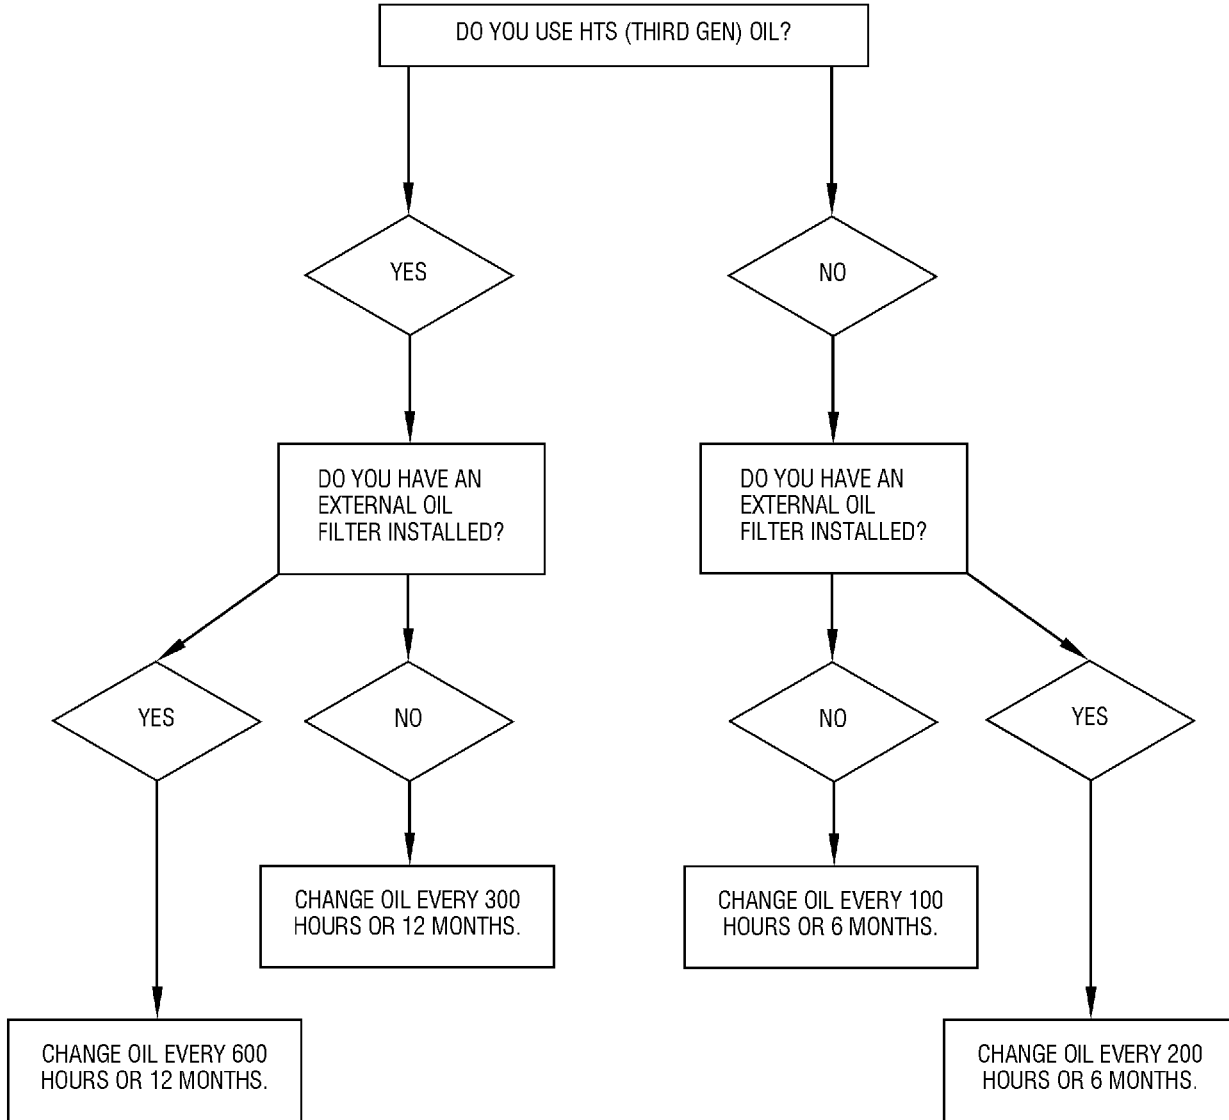 DO YOU USE HTS (THIRD GEN) OIL?
YES
NO
DO YOU HAVE AN
EXTERNAL OIL
FILTER INSTALLED?
DO YOU HAVE AN
EXTERNAL OIL
FILTER INSTALLED?
YES
NO
NO
YES
CHANGE OIL EVERY 300
HOURS OR 12 MONTHS.
CHANGE OIL EVERY 100
HOURS OR 6 MONTHS.
CHANGE OIL EVERY 600
HOURS OR 12 MONTHS.
CHANGE OIL EVERY 200
HOURS OR 6 MONTHS.